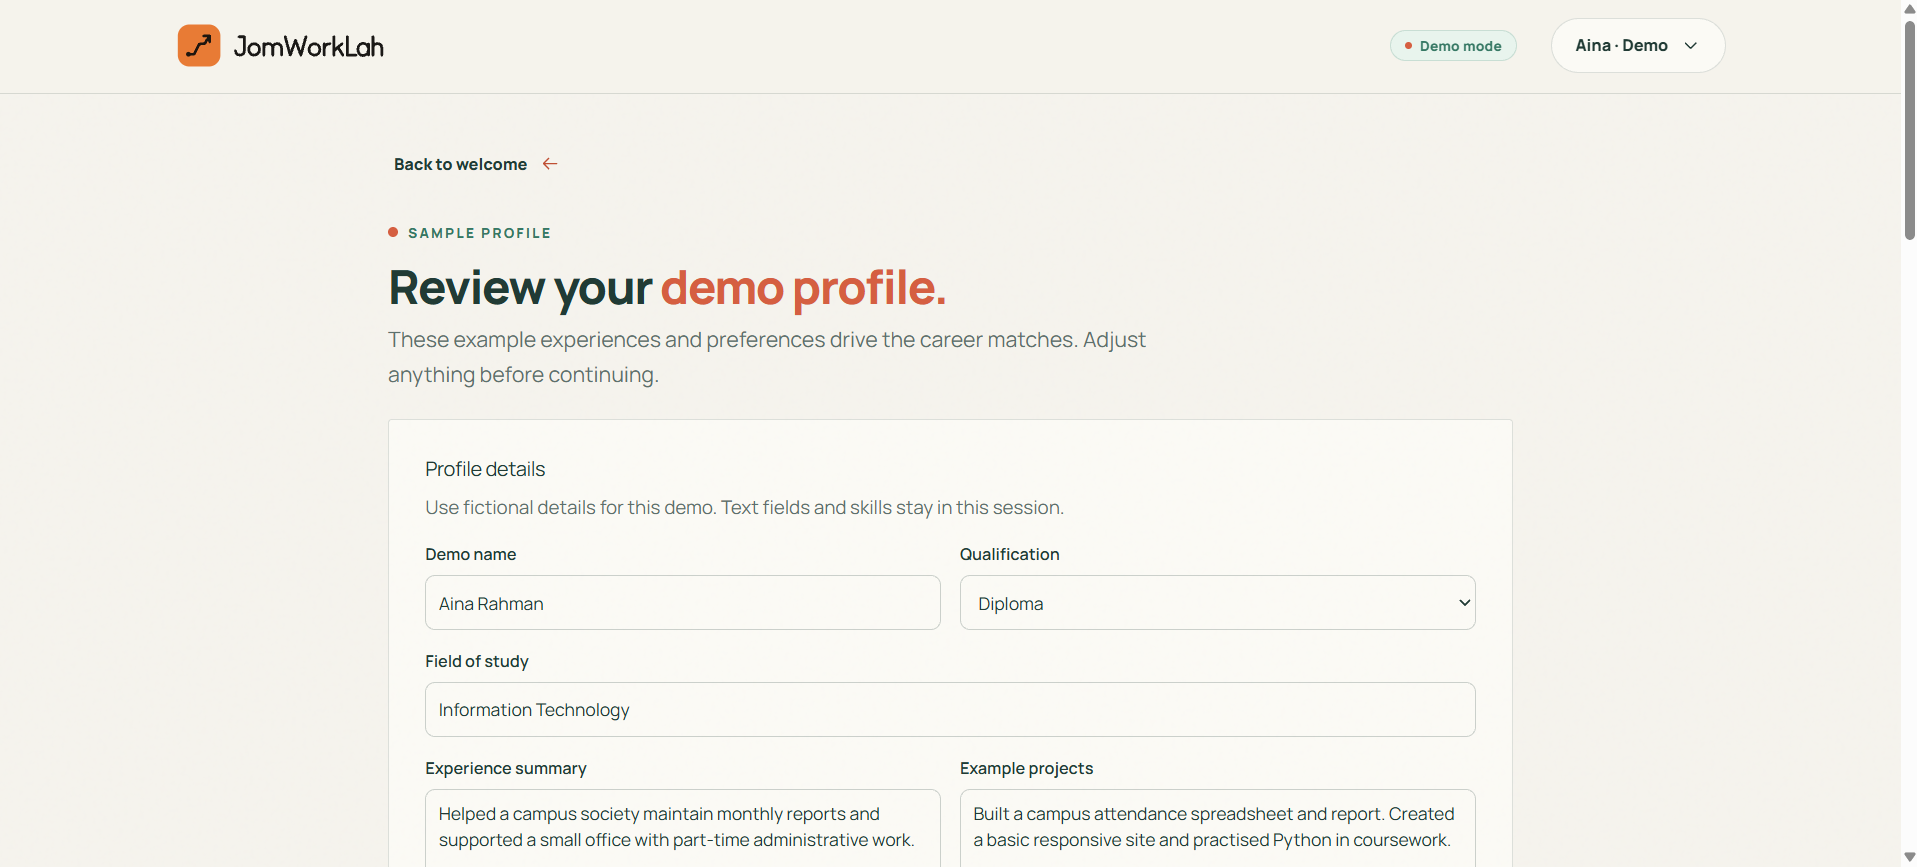 JomWorkLah
Demo mode
Aina · Demo
Back to welcome
SAMPLE PROFILE
Review your demo profile.
These example experiences and preferences drive the career matches. Adjust
anything before continuing.
Profile details
Use fictional details for this demo. Text fields and skills stay in this session.
Demo name
Qualification
Aina Rahman
Diploma
Field of study
Information Technology
Experience summary
Example projects
Helped a campus society maintain monthly reports and
supported a small office with part-time administrative work.
Built a campus attendance spreadsheet and report. Created
a basic responsive site and practised Python in coursework.